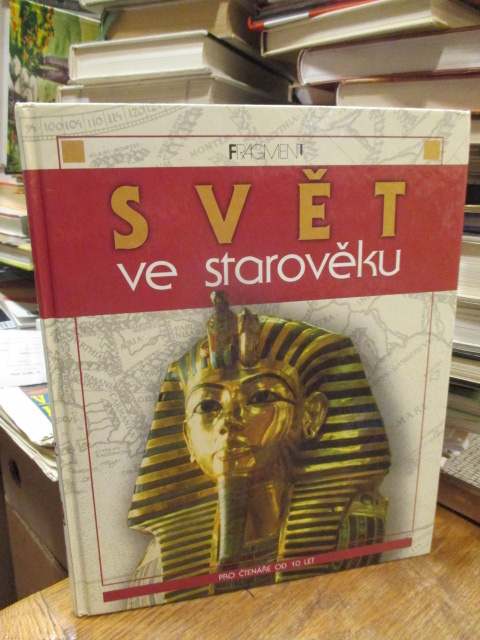 FRAGMENT
SVĚT
ve starověku
PRO ČTENÁŘE OD 10 LET